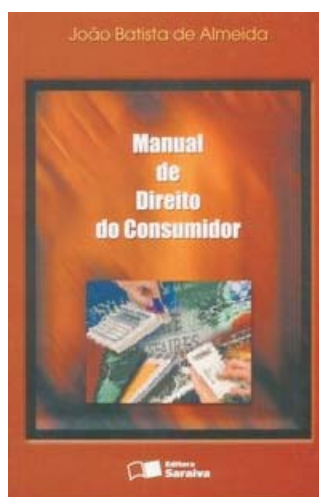 João Batista de Almeida
Manual
de
Direito
do Consumidor
Editora
Saraiva